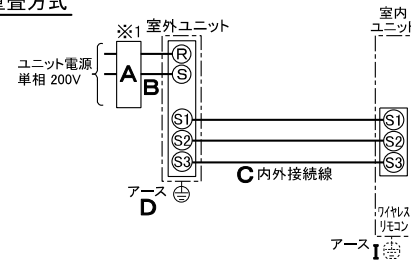 重畳方式
※1
室外ユニット
室内
ユニット
ユニット電源
単相 200V
A
B
R
S
S1
S2
S3
S1
S2
S3
C 内外接続線
アース
D
ワイヤレス
リモコン
アース I